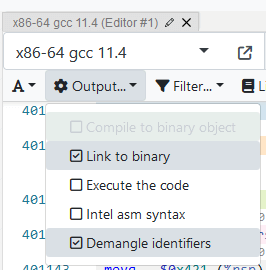 x86-64 gcc 11.4 (Editor #1)
x86-64 gcc 11.4
A Output... Filter...
401
Compile to binary object
401
Link to binary
Execute the code
401
Intel asm syntax
401
Demangle identifiers
401143 movq $0x421,(%rsp)